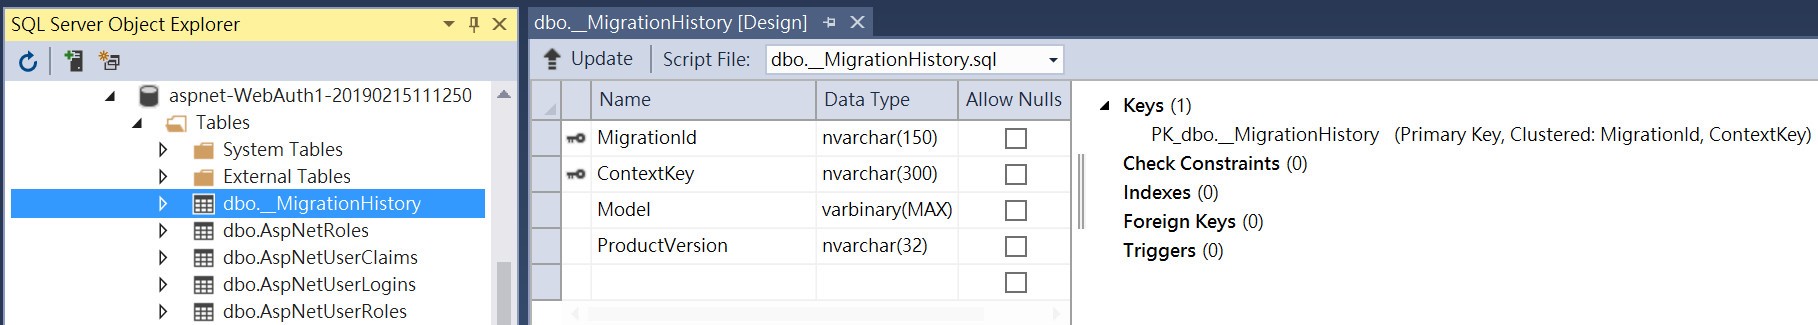 SQL Server Object Explorer
aspnet-WebAuth1-20190215111250
Tables
System Tables
External Tables
dbo.__MigrationHistory
dbo.AspNetRoles
dbo.AspNetUserClaims
dbo.AspNetUserLogins
dbo.AspNetUserRoles
dbo.__MigrationHistory [Design]
Update Script File: dbo.__MigrationHistory.sql
Name Data Type Allow Nulls
MigrationId nvarchar(150)
ContextKey nvarchar(300)
Model varbinary(MAX)
ProductVersion nvarchar(32)
Keys (1)
PK_dbo.__MigrationHistory (Primary Key, Clustered: MigrationId, ContextKey)
Check Constraints (0)
Indexes (0)
Foreign Keys (0)
Triggers (0)